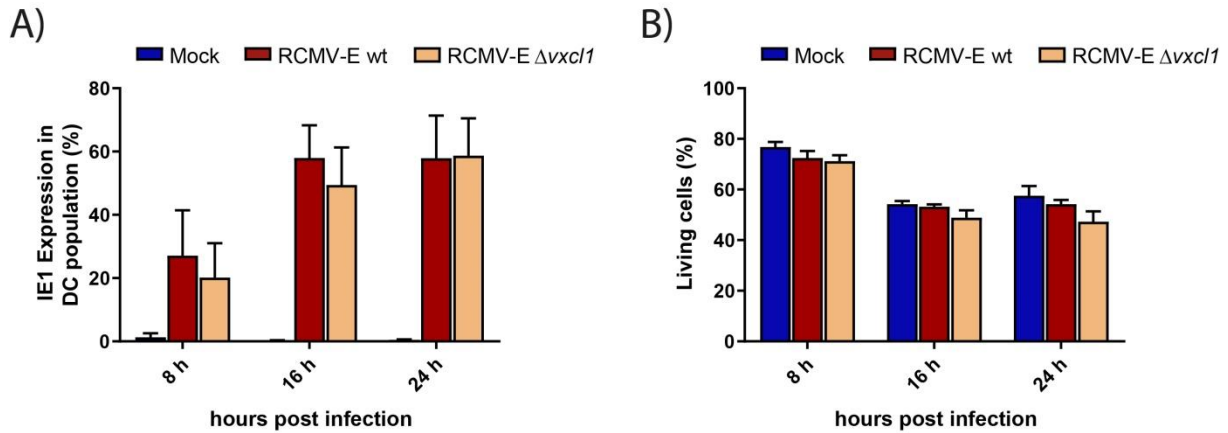 A)
Mock RCMV-E wt RCMV-E Δvxcl1
IE1 Expression in
DC population (%)
80
60
40
20
0
8 h 16 h 24 h
hours post infection
B)
Mock RCMV-E wt RCMV-E Δvxcl1
Living cells (%)
100
80
60
40
20
0
8 h 16 h 24 h
hours post infection